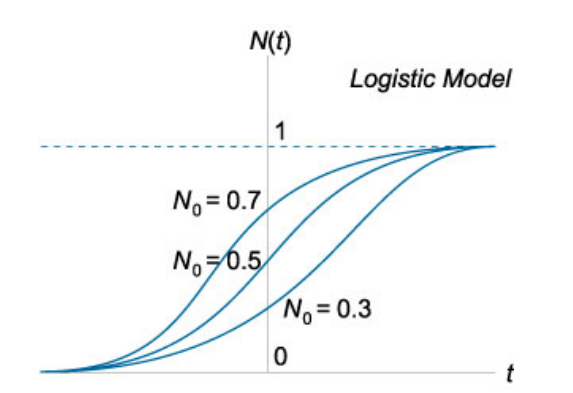 N(t)
Logistic Model
1
N₀ = 0.7
N₀ = 0.5
N₀ = 0.3
0
t